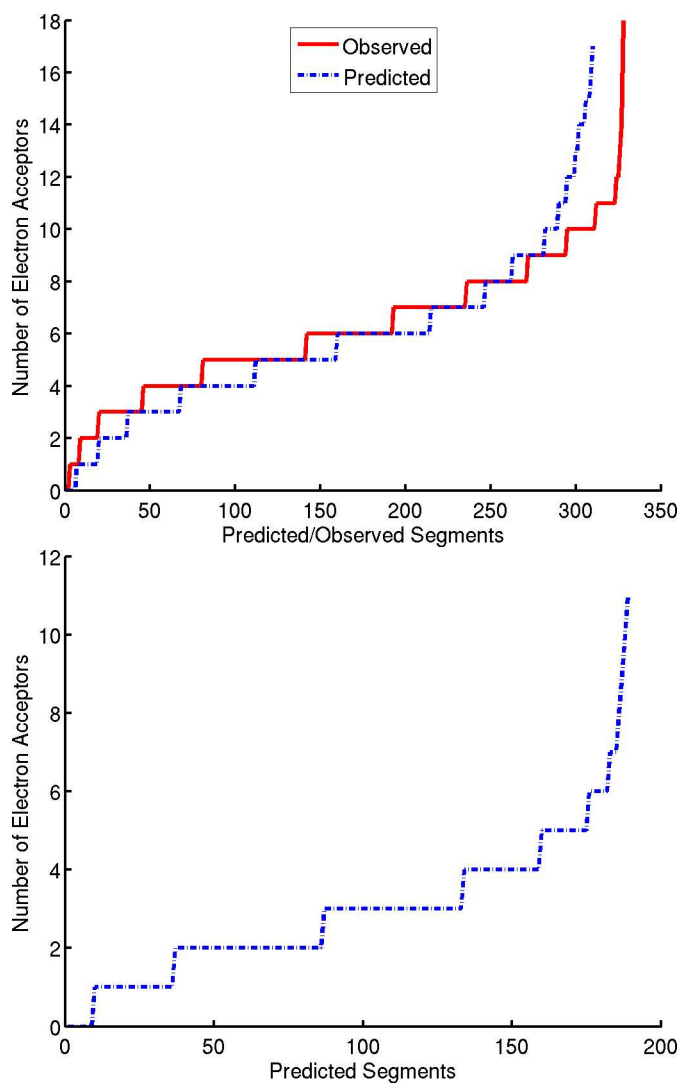 18
16
14
12
10
8
6
4
2
0
Number of Electron Acceptors
Observed
Predicted
0 50 100 150 200 250 300 350
Predicted/Observed Segments
12
10
8
6
4
2
0
Number of Electron Acceptors
0 50 100 150 200
Predicted Segments